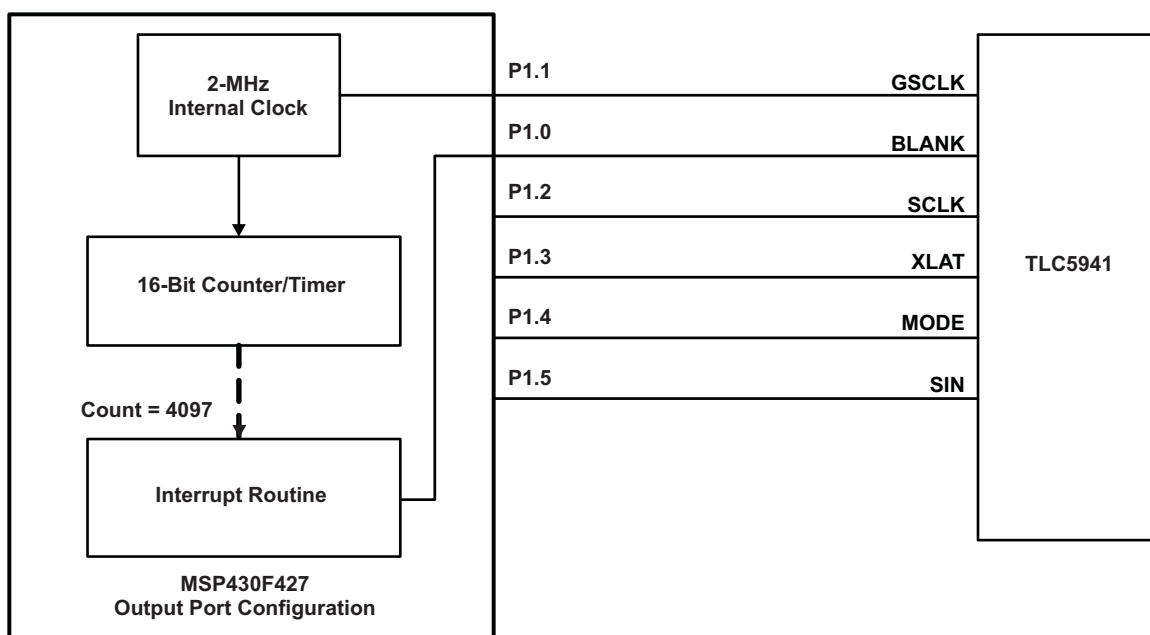 2-MHz
Internal Clock
16-Bit Counter/Timer
Count = 4097
Interrupt Routine
MSP430F427
Output Port Configuration
P1.1
GSCLK
P1.0
BLANK
P1.2
SCLK
P1.3
XLAT
P1.4
MODE
P1.5
SIN
TLC5941